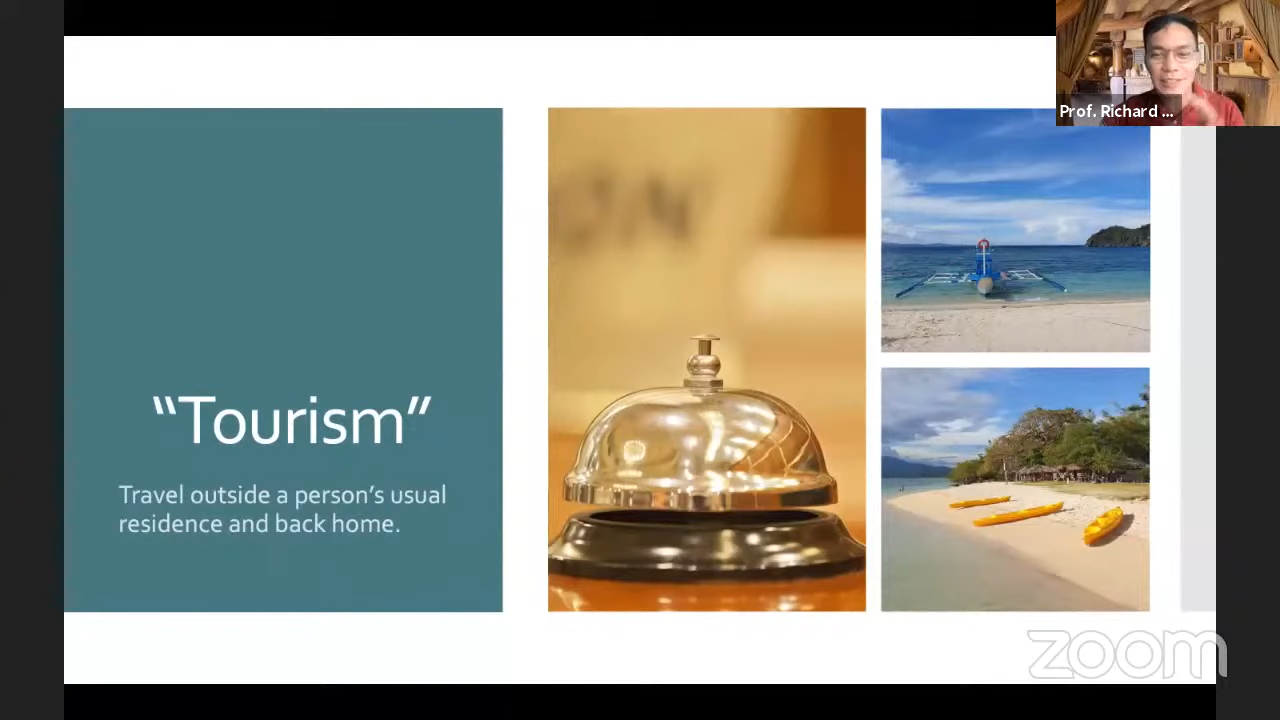 Prof. Richard ...
“Tourism”
Travel outside a person’s usual
residence and back home.
zoom